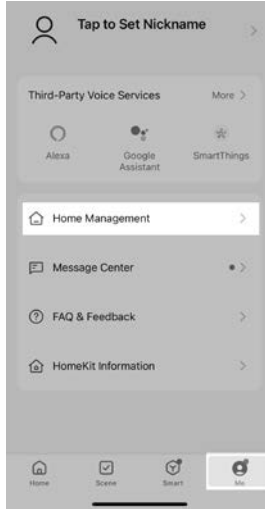 Tap to Set Nickname
Third-Party Voice Services More
Alexa Google Assistant SmartThings
Home Management
Message Center
FAQ & Feedback
HomeKit Information
Home Scene Smart Me